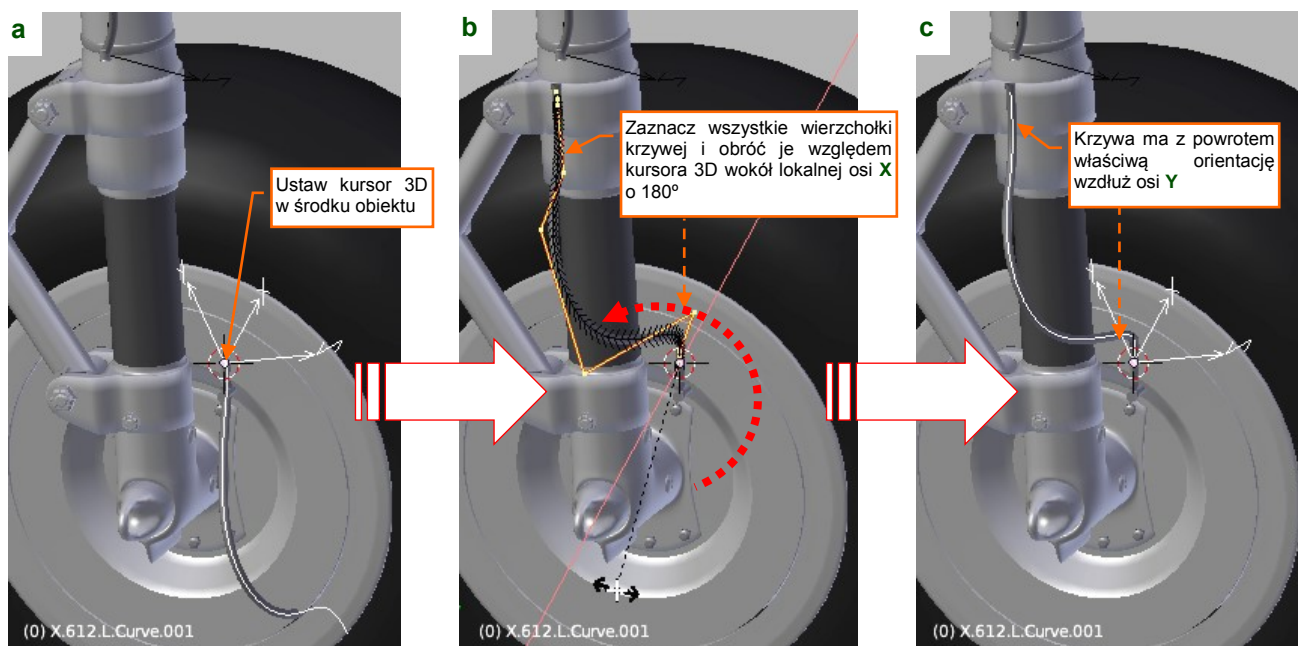 a
b
c
Ustaw kursor 3D
w środku obiektu
Zaznacz wszystkie wierzchołki
krzywej i obróć je względem
kursora 3D wokół lokalnej osi X
o 180º
Krzywa ma z powrotem
właściwą orientację
wzdłuż osi Y
(0) X.612.L.Curve.001
(0) X.612.L.Curve.001
(0) X.612.L.Curve.001